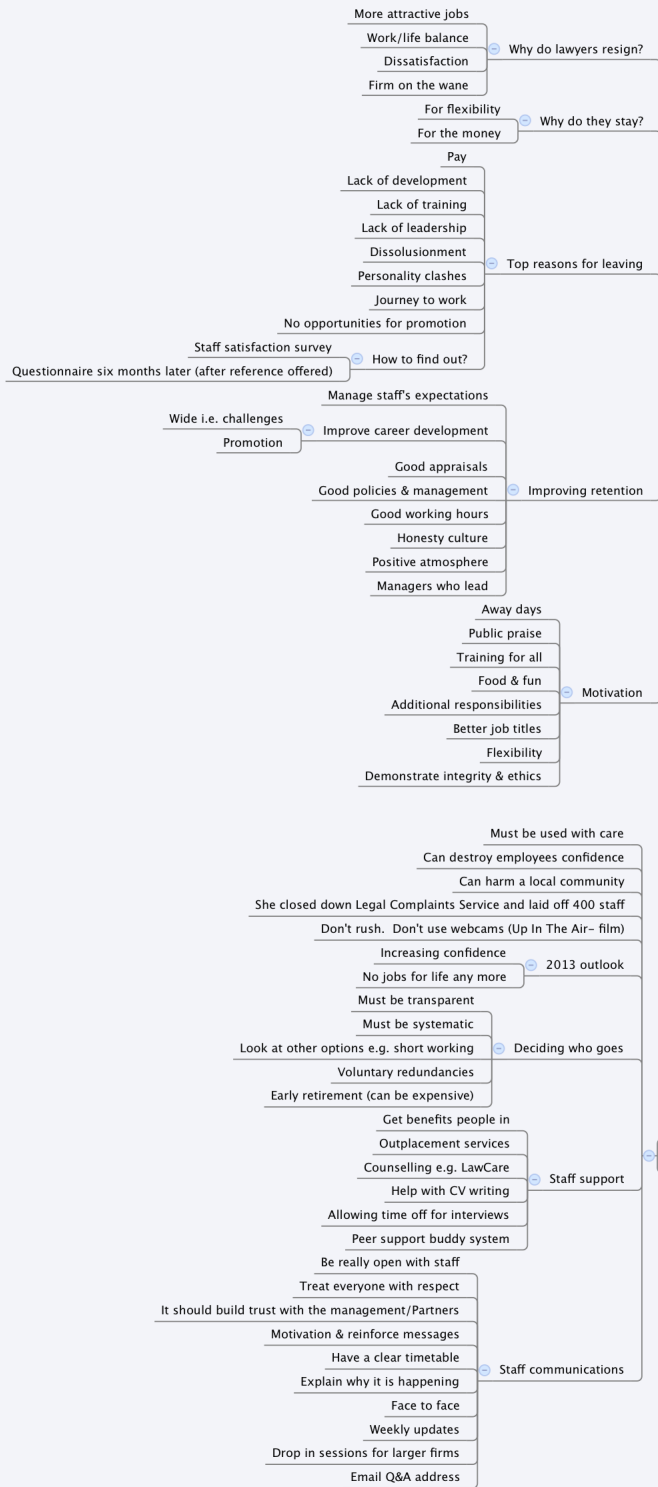 More attractive jobs
Work/life balance
Dissatisfaction
Firm on the wane
Why do lawyers resign?
For flexibility
For the money
Why do they stay?
Pay
Lack of development
Lack of training
Lack of leadership
Dissolusionment
Personality clashes
Journey to work
No opportunities for promotion
Staff satisfaction survey
Questionnaire six months later (after reference offered)
How to find out?
Top reasons for leaving
Manage staff's expectations
Wide i.e. challenges
Promotion
Improve career development
Good appraisals
Good policies & management
Good working hours
Honesty culture
Positive atmosphere
Managers who lead
Improving retention
Away days
Public praise
Training for all
Food & fun
Additional responsibilities
Better job titles
Flexibility
Demonstrate integrity & ethics
Motivation
Must be used with care
Can destroy employees confidence
Can harm a local community
She closed down Legal Complaints Service and laid off 400 staff
Don't rush.  Don't use webcams (Up In The Air– film)
Increasing confidence
No jobs for life any more
2013 outlook
Must be transparent
Must be systematic
Look at other options e.g. short working
Voluntary redundancies
Early retirement (can be expensive)
Deciding who goes
Get benefits people in
Outplacement services
Counselling e.g. LawCare
Help with CV writing
Allowing time off for interviews
Peer support buddy system
Staff support
Be really open with staff
Treat everyone with respect
It should build trust with the management/Partners
Motivation & reinforce messages
Have a clear timetable
Explain why it is happening
Face to face
Weekly updates
Drop in sessions for larger firms
Email Q&A address
Staff communications